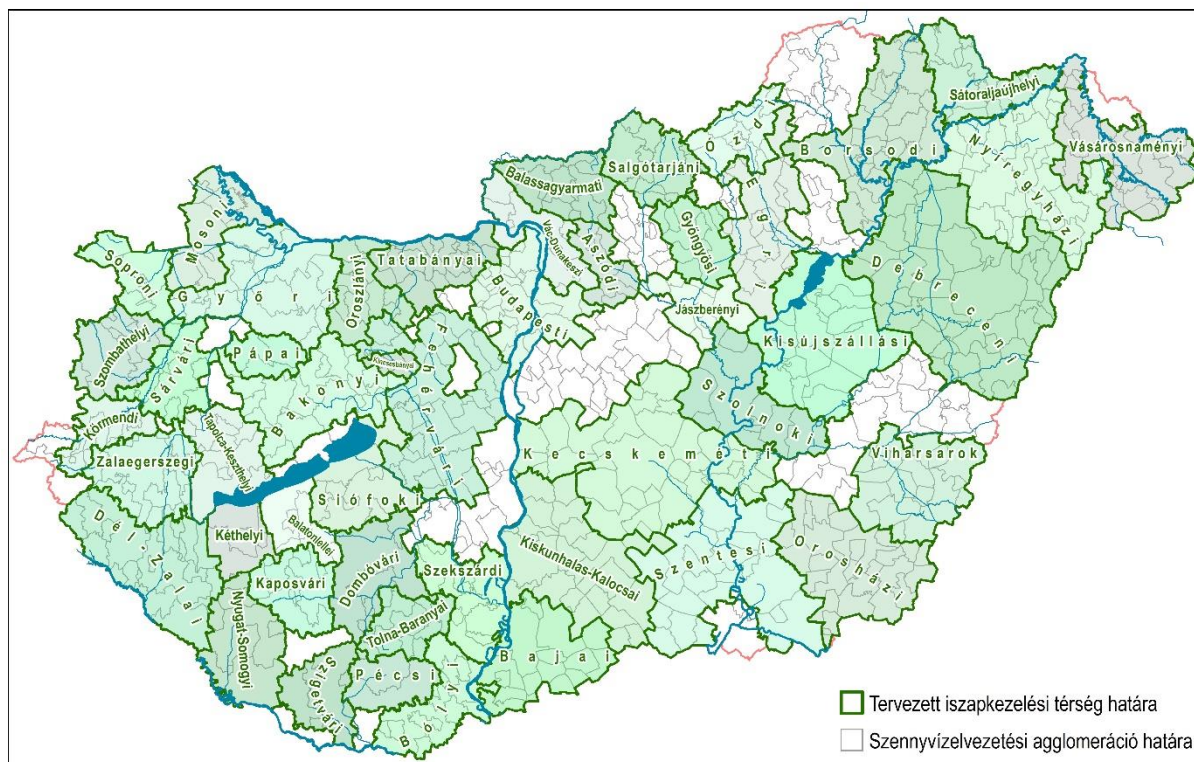 Sátoraljaújhelyi
Ózdi
Borsodi
Vásárosnaményi
Salgótarjáni
Nyíregyházi
Balassagyarmati
Egri
Mosoni
Gyöngyösi
Vác-Dunakeszi
Aszódi
Soproni
Tatabányai
Debreceni
Győri
Oroszlányi
Budapesti
Jászberényi
Szombathelyi
Kisújszállási
Pápai
Fehérvári
Kincsesbányai
Sárvári
Bakonyi
Szolnoki
Körmendi
Tapolca-Keszthelyi
Zalaegerszegi
Kecskeméti
Viharsarok
Siófoki
Kéthelyi
Balatonlellei
Dél-Zalai
Kiskunhalas-Kalocsai
Szentesi
Orosházi
Dombóvári
Szekszárdi
Kaposvári
Nyugat-Somogyi
Tolna-Baranyai
Bajai
Pécsi
Szigetvári
Bólyi
Tervezett iszapkezelési térség határa
Szennyvízelvezetési agglomeráció határa